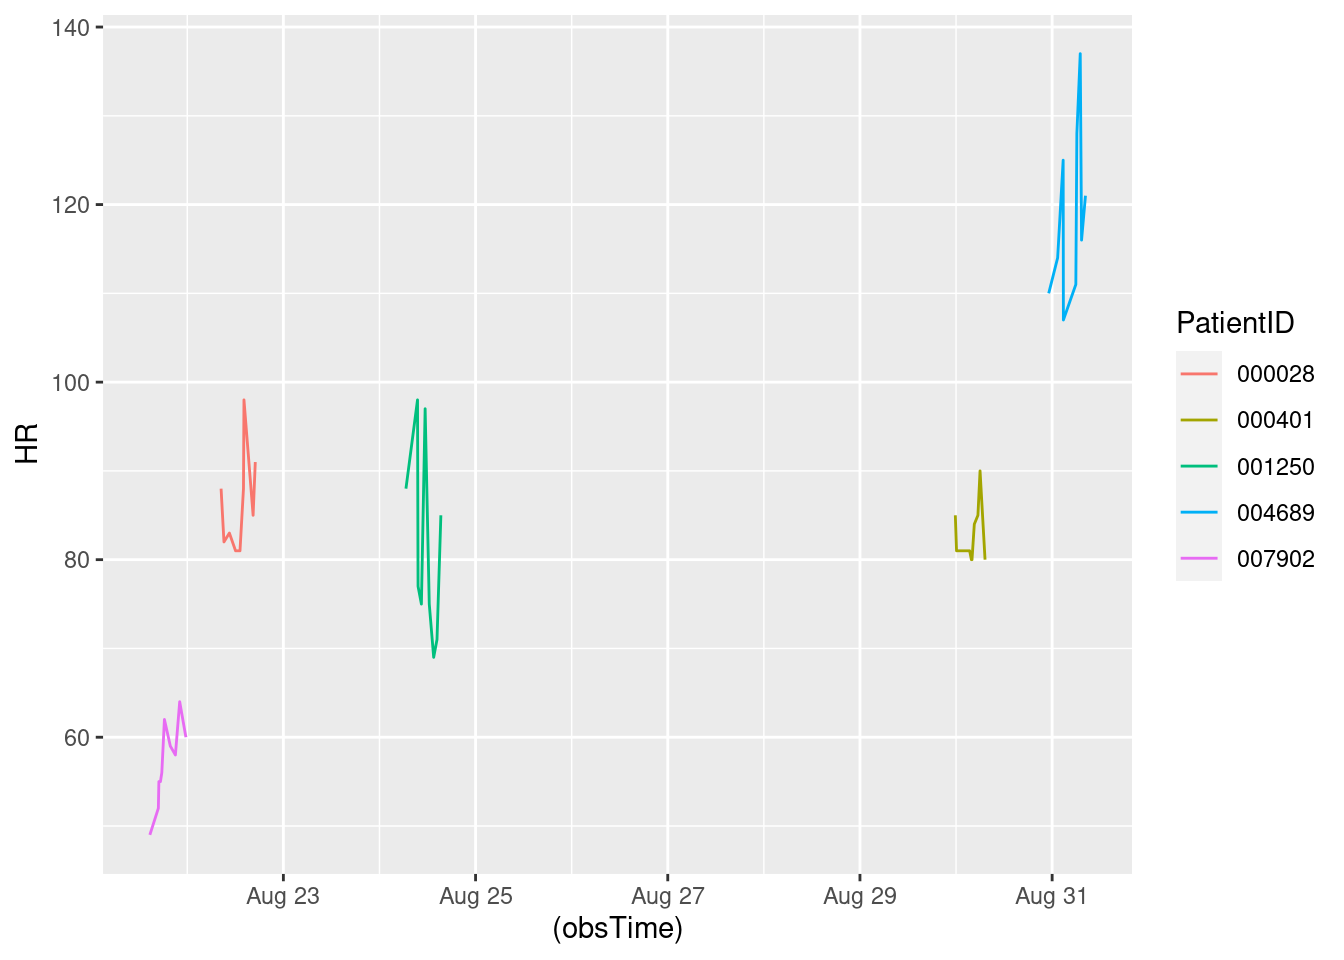 140
120
100
80
60
HR
Aug 23
Aug 25
Aug 27
Aug 29
Aug 31
(obsTime)
PatientID
000028
000401
001250
004689
007902